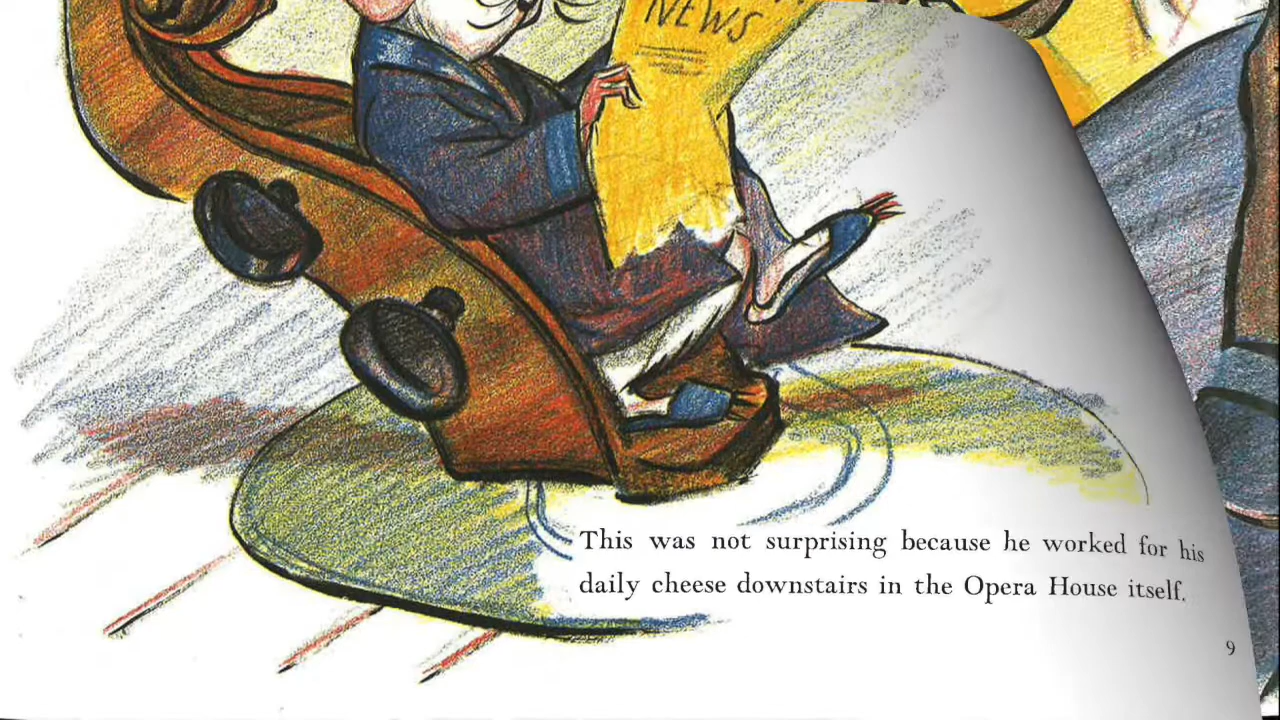 NEWS
This was not surprising because he worked for his
daily cheese downstairs in the Opera House itself.
9